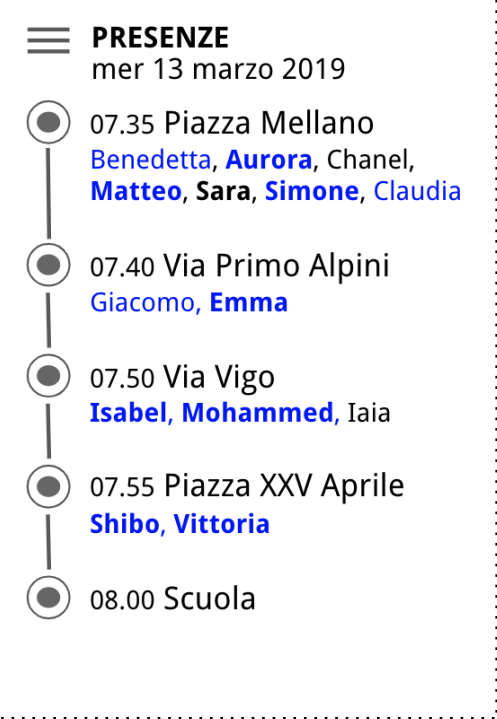 PRESENZE
mer 13 marzo 2019
07.35 Piazza Mellano
Benedetta, Aurora, Chanel,
Matteo, Sara, Simone, Claudia
07.40 Via Primo Alpini
Giacomo, Emma
07.50 Via Vigo
Isabel, Mohammed, Iaia
07.55 Piazza XXV Aprile
Shibo, Vittoria
08.00 Scuola